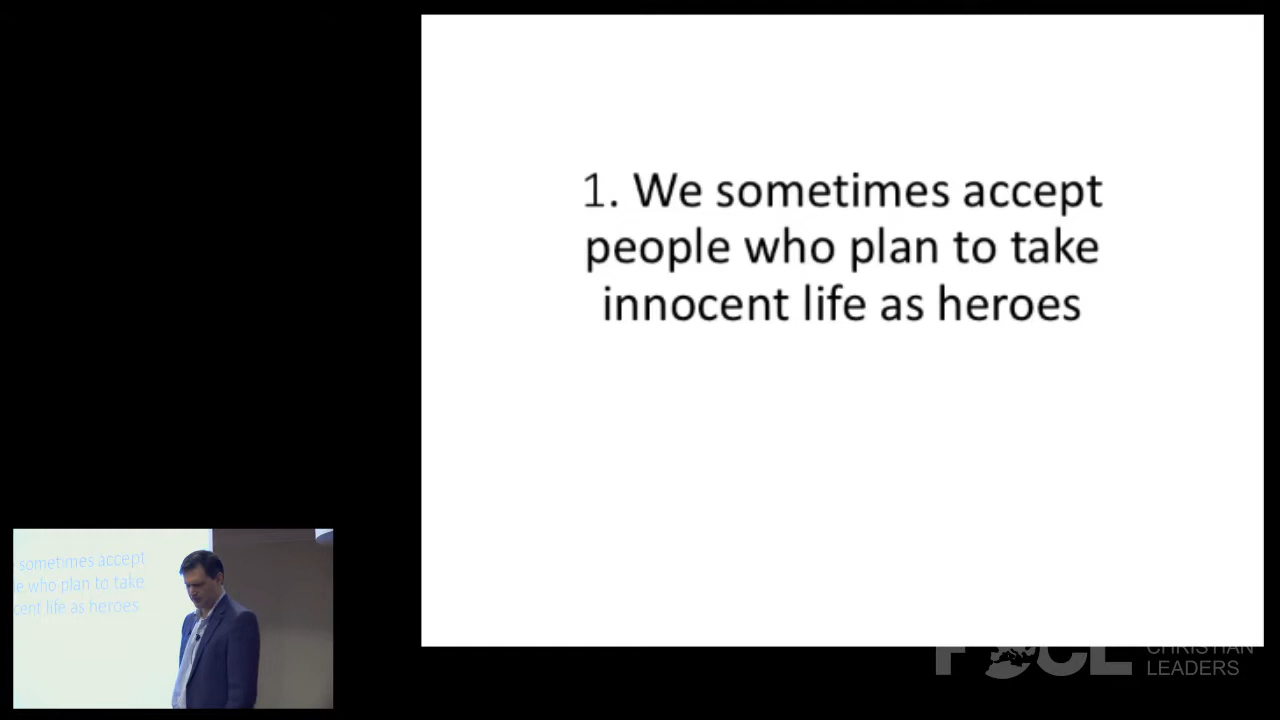 1. We sometimes accept
people who plan to take
innocent life as heroes
sometimes accept
who plan to take
life as heroes
LEADERS